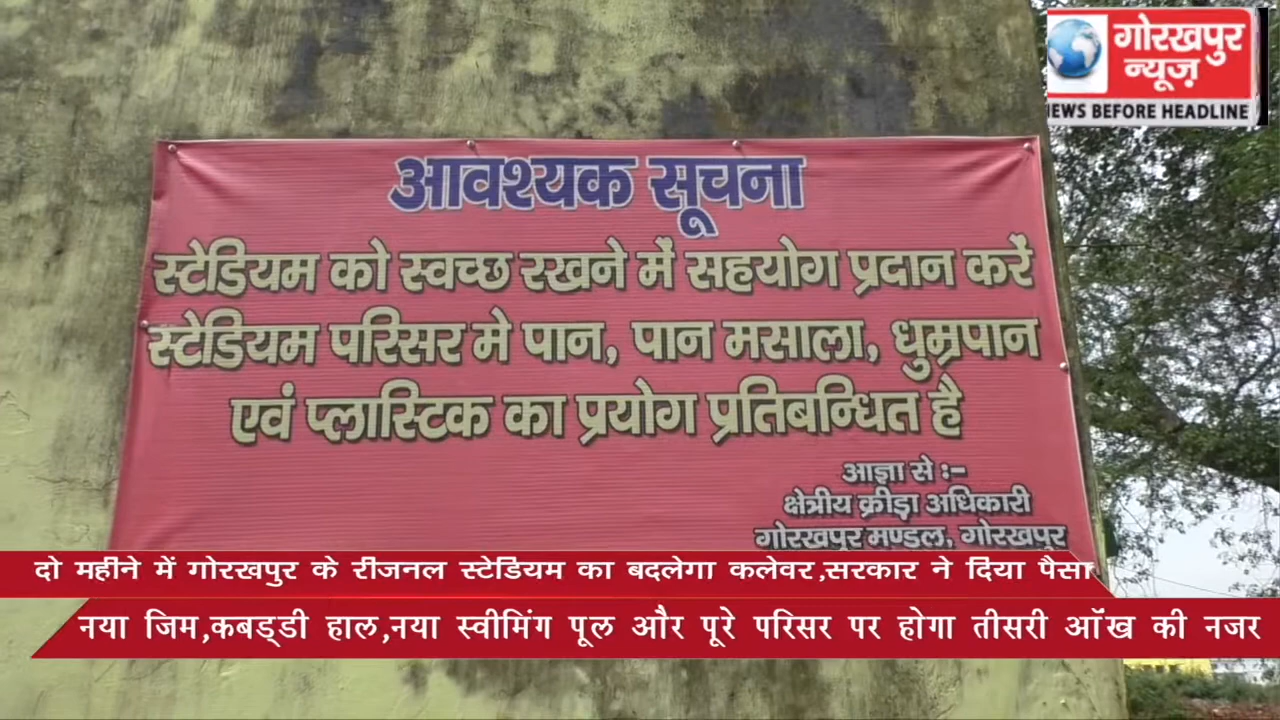 गोरखपुर
न्यूज़
NEWS BEFORE HEADLINE
आवश्यक सूचना
स्टेडियम को स्वच्छ रखने में सहयोग प्रदान करें
स्टेडियम परिसर मे पान, पान मसाला, धुम्रपान
एवं प्लास्टिक का प्रयोग प्रतिबन्धित है
आज्ञा से :-
क्षेत्रीय क्रीड़ा अधिकारी
गोरखपुर मण्डल, गोरखपुर
दो महीने में गोरखपुर के रीजनल स्टेडियम का बदलेगा कलेवर,सरकार ने दिया पैसा
नया जिम,कबड्डी हाल,नया स्वीमिंग पूल और पूरे परिसर पर होगा तीसरी आँख की नजर